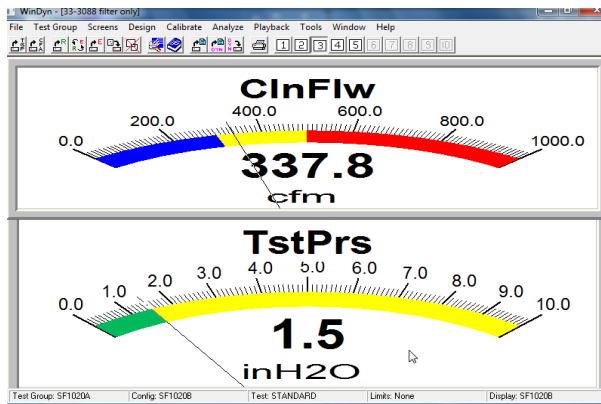 WinDyn - [33-3088 filter only]
File Test Group Screens Design Calibrate Analyze Playback Tools Window Help
1 2 3 4 5 6 7 8 9 10
ClnFlw
0.0 200.0 400.0 600.0 800.0 1000.0
337.8
cfm
TstPrs
0.0 1.0 2.0 3.0 4.0 5.0 6.0 7.0 8.0 9.0 10.0
1.5
inH2O
Test Group: SF1020A Config: SF1020B Test: STANDARD Limits: None Display: SF1020B